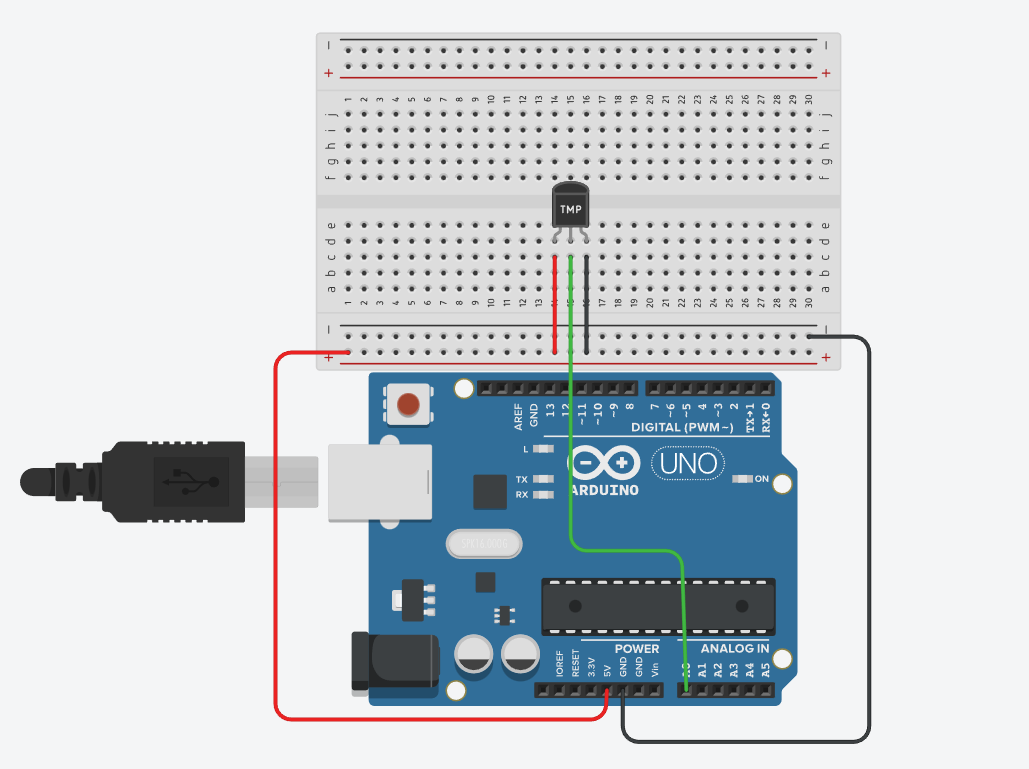 − −
+ +
1 2 3 4 5 6 7 8 9 10 11 12 13 14 15 16 17 18 19 20 21 22 23 24 25 26 27 28 29 30
j j
i i
h h
g g
f f
TMP
e e
d d
c c
b b
a a
1 2 3 4 5 6 7 8 9 10 11 12 13 14 15 16 17 18 19 20 21 22 23 24 25 26 27 28 29 30
− −
+ +
AREF GND 13 12 ~11 ~10 ~9 8 7 ~6 ~5 4 ~3 2 TX→1 RX←0
DIGITAL (PWM~)
L
UNO
TX
RX
ARDUINO
ON
POWER
ANALOG IN
IOREF RESET 3.3V 5V GND GND Vin A0 A1 A2 A3 A4 A5